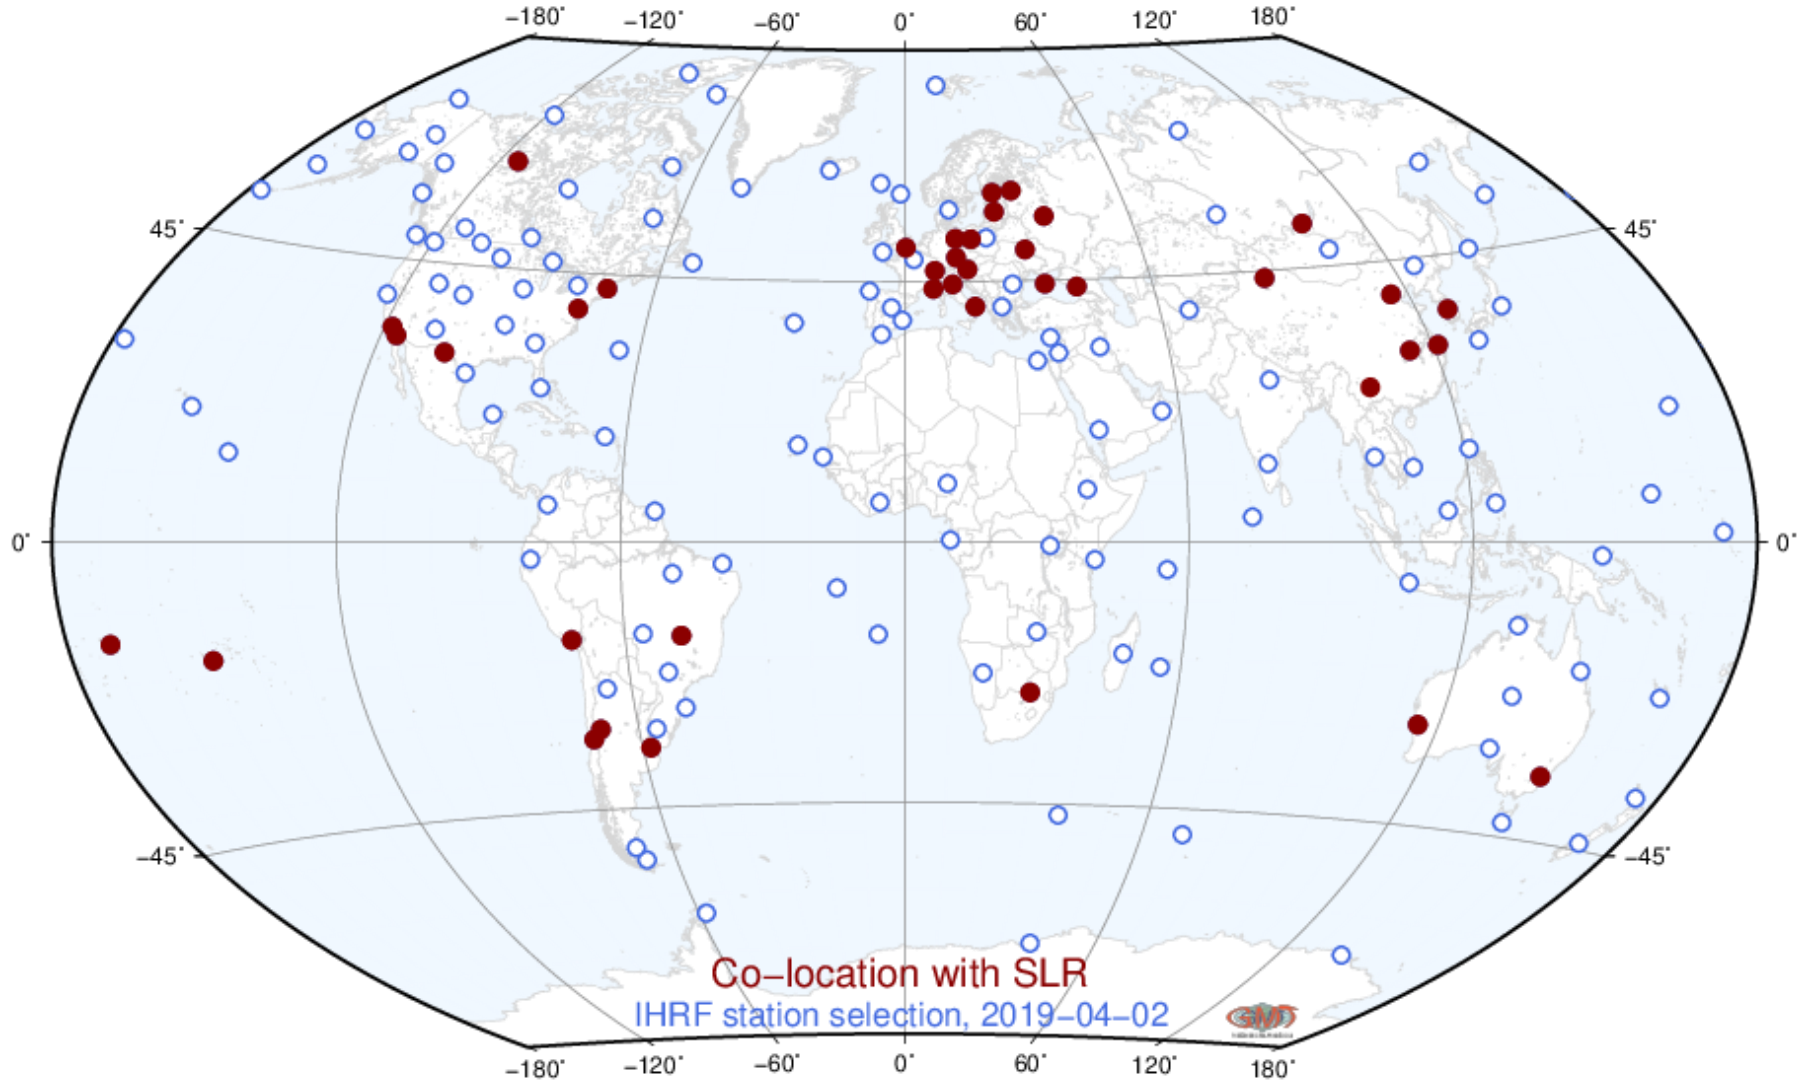 −180˚ −120˚ −60˚ 0˚ 60˚ 120˚ 180˚
45˚ 45˚
0˚ 0˚
−45˚ −45˚
Co−location with SLR
IHRF station selection, 2019−04−02
GMT
−180˚ −120˚ −60˚ 0˚ 60˚ 120˚ 180˚